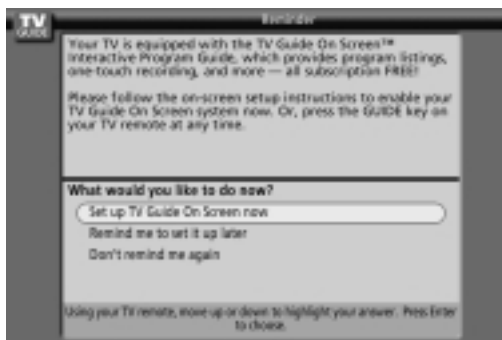 TV
GUIDE
Reminder
Your TV is equipped with the TV Guide On Screen™
Interactive Program Guide, which provides program listings,
one-touch recording, and more — all subscription FREE!
Please follow the on-screen setup instructions to enable your
TV Guide On Screen system now. Or, press the GUIDE key on
your TV remote at any time.
What would you like to do now?
Set up TV Guide On Screen now
Remind me to set it up later
Don't remind me again
Using your TV remote, move up or down to highlight your answer. Press Enter
to choose.